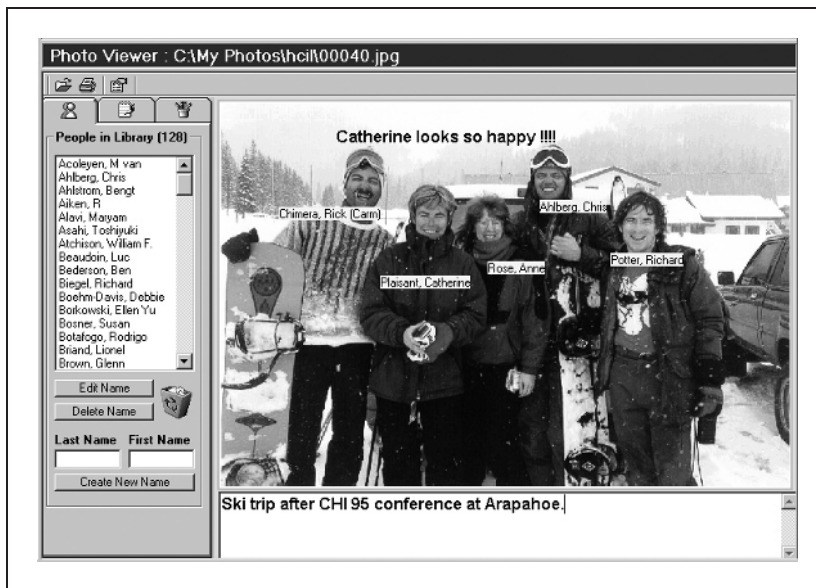 Photo Viewer : C:\My Photos\hcil\00040.jpg
People in Library (128)
Acoleyen, M van
Ahlberg, Chris
Ahlstrom, Bengt
Aiken, R
Alavi, Maryam
Asahi, Toshiyuki
Atchison, William F.
Beaudoin, Luc
Bederson, Ben
Biegel, Richard
Boehm-Davis, Debbie
Borkowski, Ellen Yu
Bosner, Susan
Botafogo, Rodrigo
Briand, Lionel
Brown, Glenn
Edit Name
Delete Name
Last Name First Name
Create New Name
Catherine looks so happy !!!!
Chimera, Rick (Carm)
Ahlberg, Chris
Plaisant, Catherine
Rose, Anne
Potter, Richard
Ski trip after CHI 95 conference at Arapahoe.